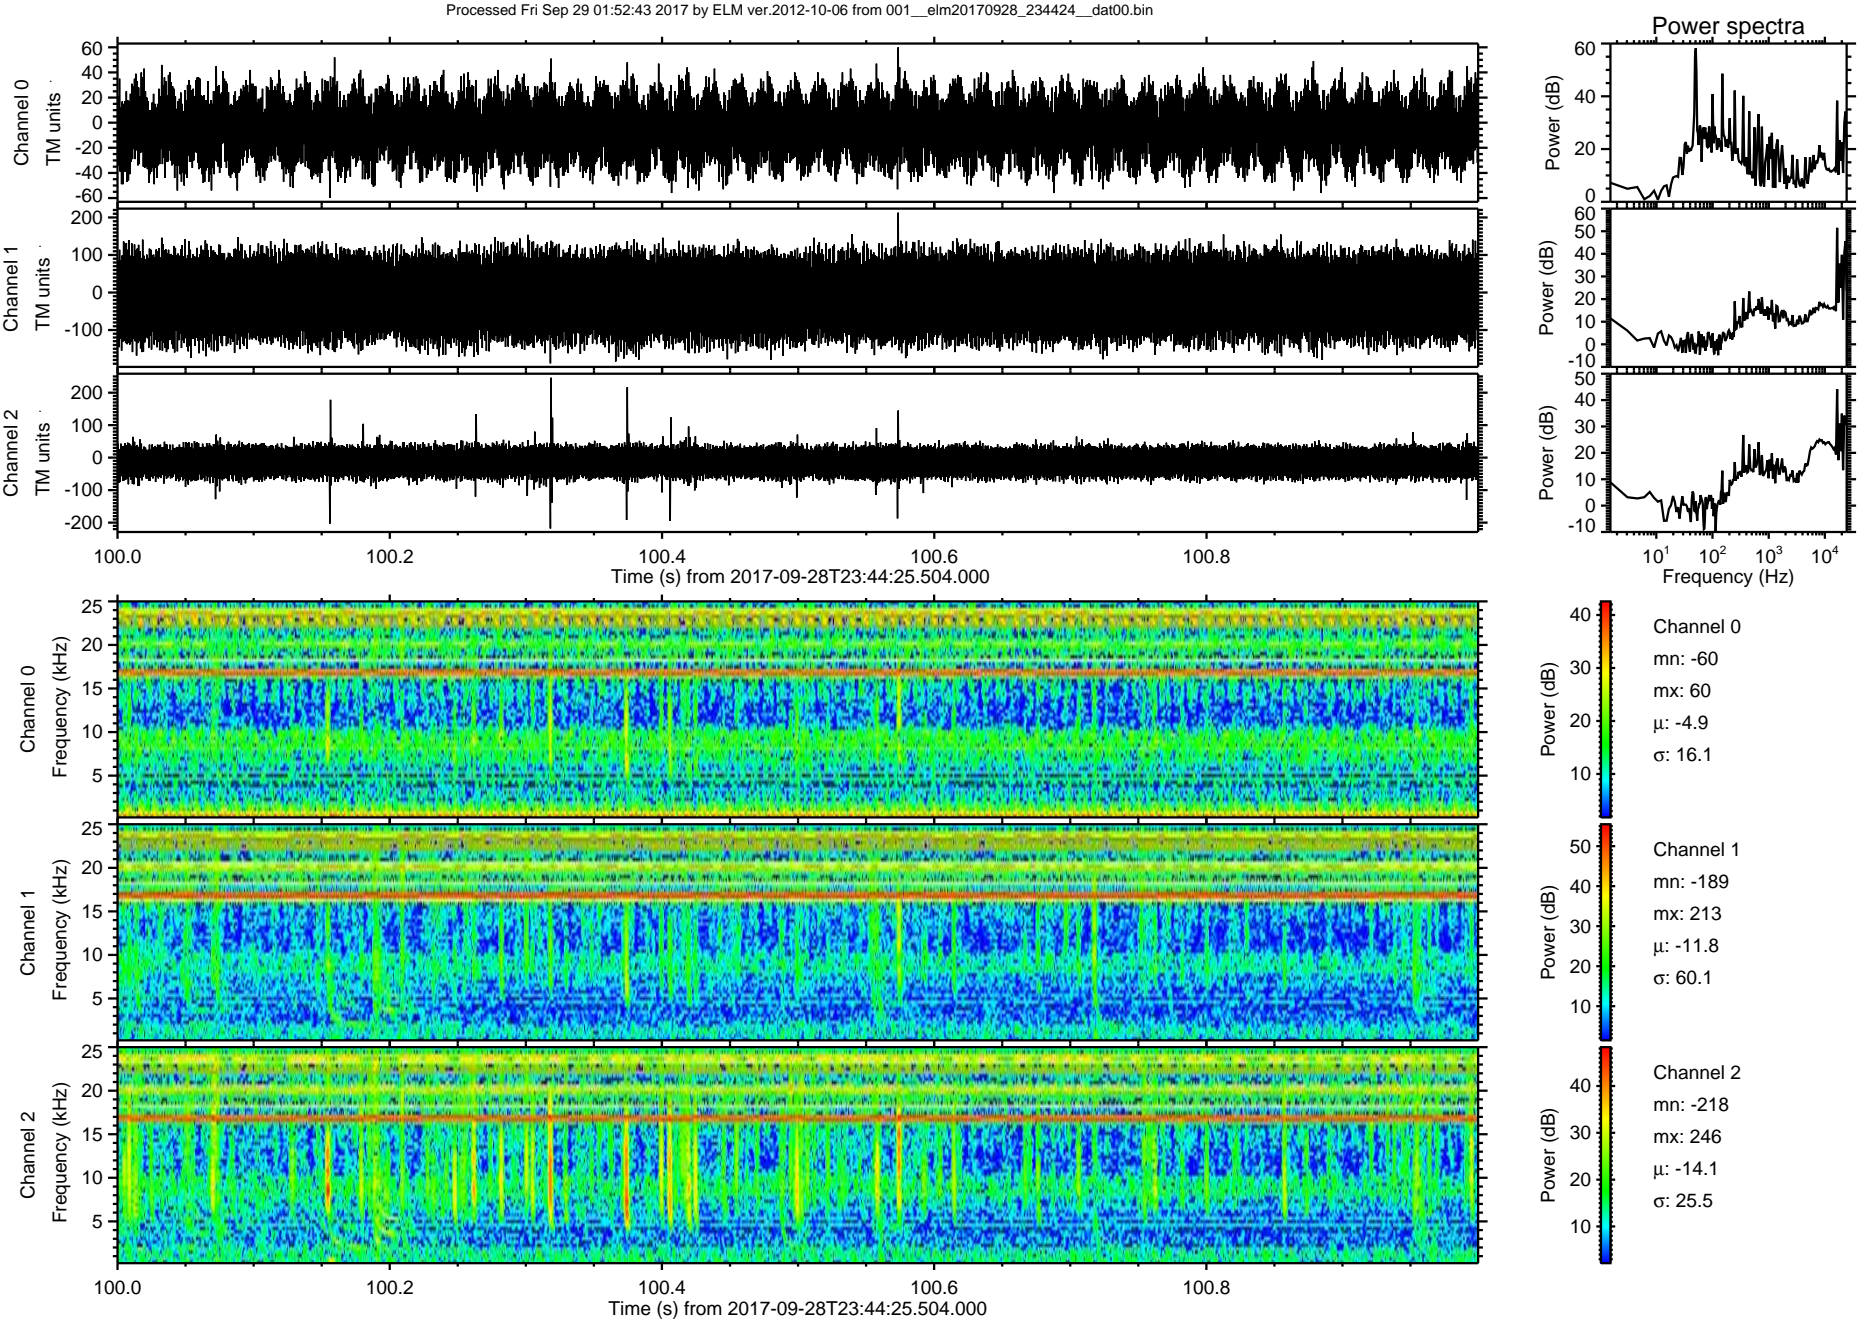 Processed Fri Sep 29 01:52:43 2017 by ELM ver.2012-10-06 from 001__elm20170928_234424__dat00.bin
Power spectra
Channel 0
TM units
60
40
20
0
-20
-40
-60
Power (dB)
60
40
20
0
Channel 1
TM units
200
100
0
-100
Power (dB)
60
50
40
30
20
10
0
-10
Channel 2
TM units
200
100
0
-100
-200
Power (dB)
50
40
30
20
10
0
-10
100.0 100.2 100.4 100.6 100.8
Time (s) from 2017-09-28T23:44:25.504.000
10¹ 10² 10³ 10⁴
Frequency (Hz)
Channel 0
Frequency (kHz)
25
20
15
10
5
Power (dB)
40
30
20
10
Channel 0
mn: -60
mx: 60
μ: -4.9
σ: 16.1
Channel 1
Frequency (kHz)
25
20
15
10
5
Power (dB)
50
40
30
20
10
Channel 1
mn: -189
mx: 213
μ: -11.8
σ: 60.1
Channel 2
Frequency (kHz)
25
20
15
10
5
Power (dB)
40
30
20
10
Channel 2
mn: -218
mx: 246
μ: -14.1
σ: 25.5
100.0 100.2 100.4 100.6 100.8
Time (s) from 2017-09-28T23:44:25.504.000